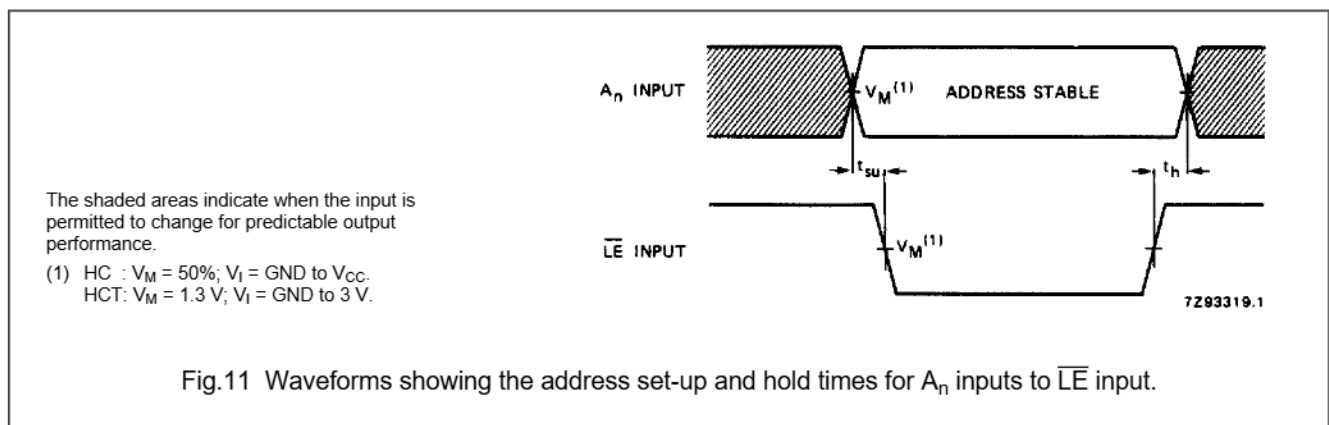 Aₙ INPUT
V_M⁽¹⁾ ADDRESS STABLE
t_su
t_h
The shaded areas indicate when the input is
permitted to change for predictable output
performance.
(1) HC : V_M = 50%; V_I = GND to V_CC.
HCT: V_M = 1.3 V; V_I = GND to 3 V.
L̅E̅ INPUT
V_M⁽¹⁾
7Z93319.1
Fig.11 Waveforms showing the address set-up and hold times for Aₙ inputs to L̅E̅ input.